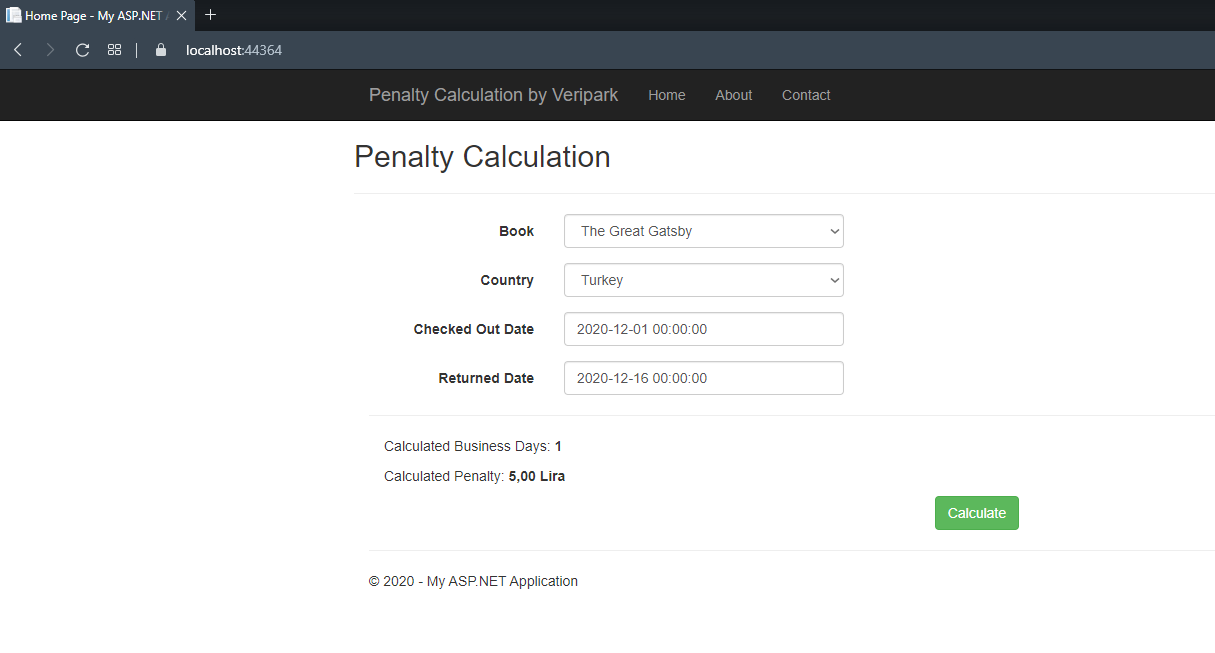 Home Page - My ASP.NET
localhost:44364
Penalty Calculation by Veripark Home About Contact
Penalty Calculation
Book The Great Gatsby
Country Turkey
Checked Out Date 2020-12-01 00:00:00
Returned Date 2020-12-16 00:00:00
Calculated Business Days: 1
Calculated Penalty: 5,00 Lira
Calculate
© 2020 - My ASP.NET Application